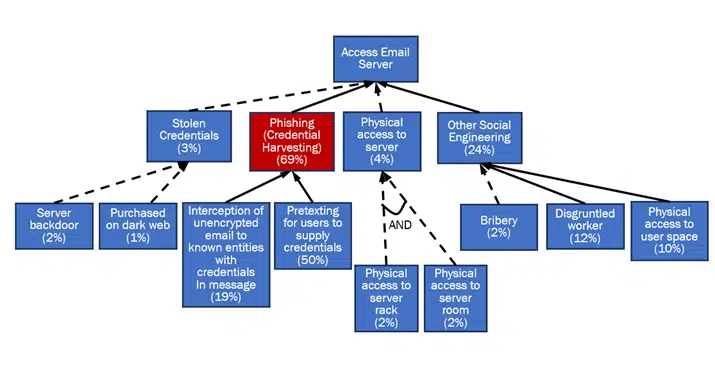 Access Email
Server
Stolen
Credentials
(3%)
Phishing
(Credential
Harvesting)
(69%)
Physical
access to
server
(4%)
Other Social
Engineering
(24%)
Server
backdoor
(2%)
Purchased
on dark web
(1%)
Interception of
unencrypted
email to
known entities
with
credentials
In message
(19%)
Pretexting
for users to
supply
credentials
(50%)
AND
Bribery
(2%)
Disgruntled
worker
(12%)
Physical
access to
user space
(10%)
Physical
access to
server
rack
(2%)
Physical
access to
server
room
(2%)